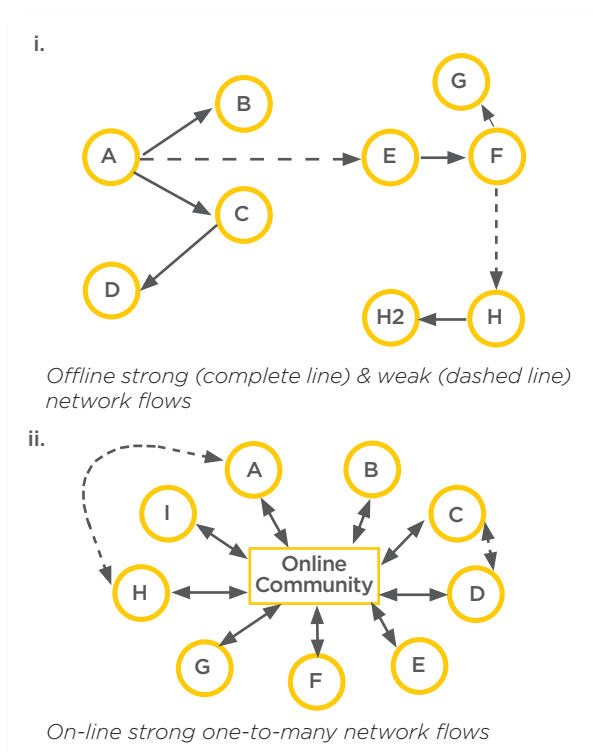 i.
G
B
A
E
F
C
D
H2
H
Offline strong (complete line) & weak (dashed line)
network flows
ii.
A
B
I
C
Online
Community
H
D
G
F
E
On-line strong one-to-many network flows